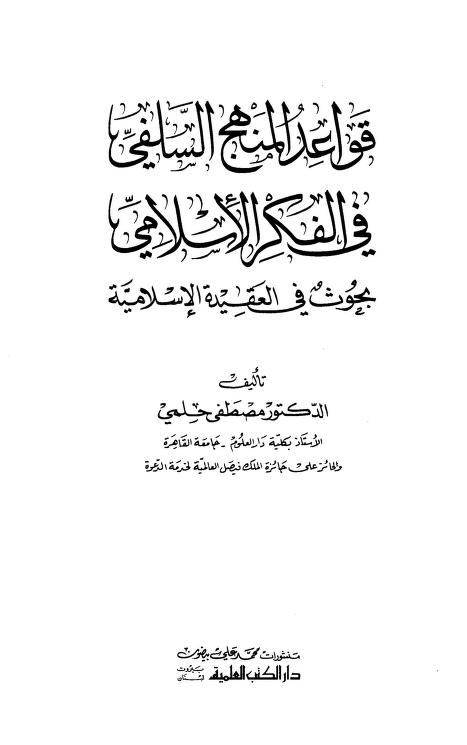 قواعد المنهج السلفي
في الفكر الإسلامي
بحوث في العقيدة الإسلامية
تأليف
الدكتور مصطفى حلمي
الأستاذ بكلية دار العلوم - جامعة القاهرة
والحائز على جائزة الملك فيصل العالمية لخدمة الدعوة
منشورات محمد علي بيضون
دار الكتب العلمية بيروت لبنان